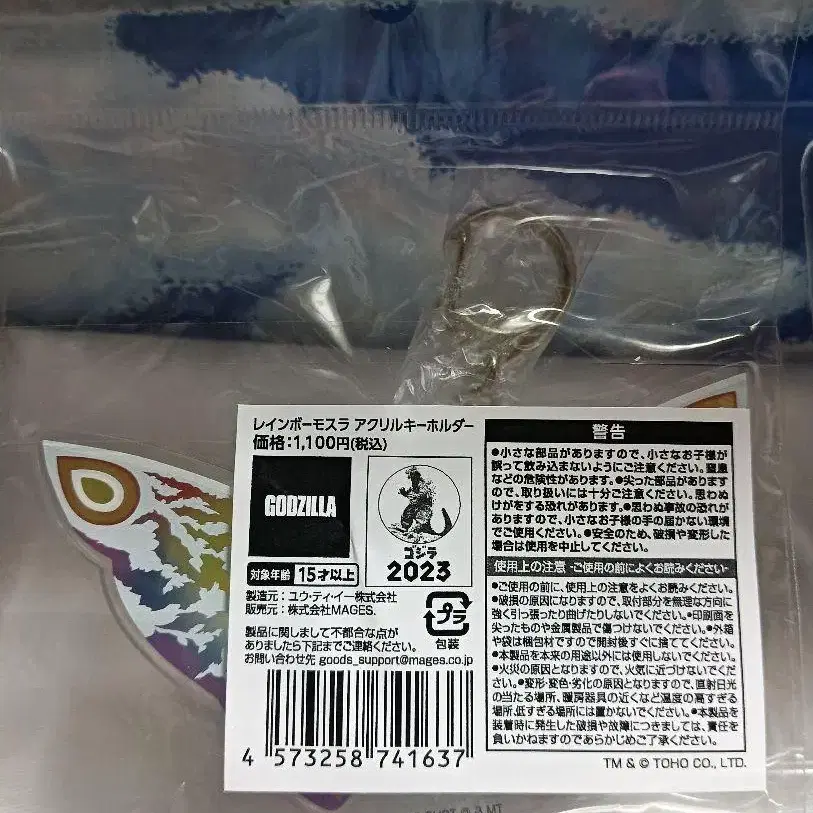 レインボーモスラ アクリルキーホルダー
価格:1,100円(税込)
GODZILLA
ゴジラ
2023
対象年齢 15才以上
製造元:ユウ・ティ・イー株式会社
販売元:株式会社MAGES.
プラ
包装
製品に関しまして不都合な点が
ありましたら下記までご連絡ください。
お問い合わせ先 goods_support@mages.co.jp
4 573258 741637
警告
●小さな部品がありますので、小さなお子様が
誤って飲み込まないようにご注意ください。窒息
などの危険性があります。●尖った部品があります
ので、取り扱いには十分ご注意ください。思わぬ
けがをする恐れがあります。●思わぬ事故の恐れが
ありますので、小さなお子様の手の届かない環境
でご使用ください。●安全のため、破損や変形した
場合は使用を中止してください。
使用上の注意 -ご使用の前によくお読みください-
●ご使用の前に、使用上の注意をよくお読みください。
●破損の原因になりますので、取付部分を無理な方向に
強く引っ張ったり曲げたりしないでください。●印刷面を
尖ったものや金属製品で傷つけないでください。●外箱
や袋は梱包材ですので開封後すぐに捨ててください。
●本製品を本来の用途以外には使用しないでください。
●火災の原因となりますので、火気に近づけないでくだ
さい。●変形・変色・劣化の原因となりますので、直射日光
の当たる場所、暖房器具の近くなど温度の高すぎる
場所、低すぎる場所には置かないでください。●本製品を
装着時に発生した破損や故障につきましては、責任を
負いかねますのであらかじめご了承ください。
TM & © TOHO CO., LTD.